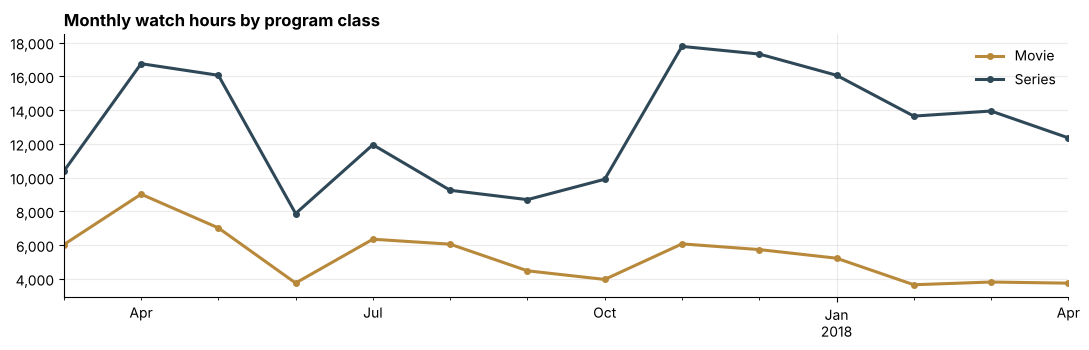 Monthly watch hours by program class
18,000
16,000
14,000
12,000
10,000
8,000
6,000
4,000
Movie
Series
Apr
Jul
Oct
Jan
2018
Apr